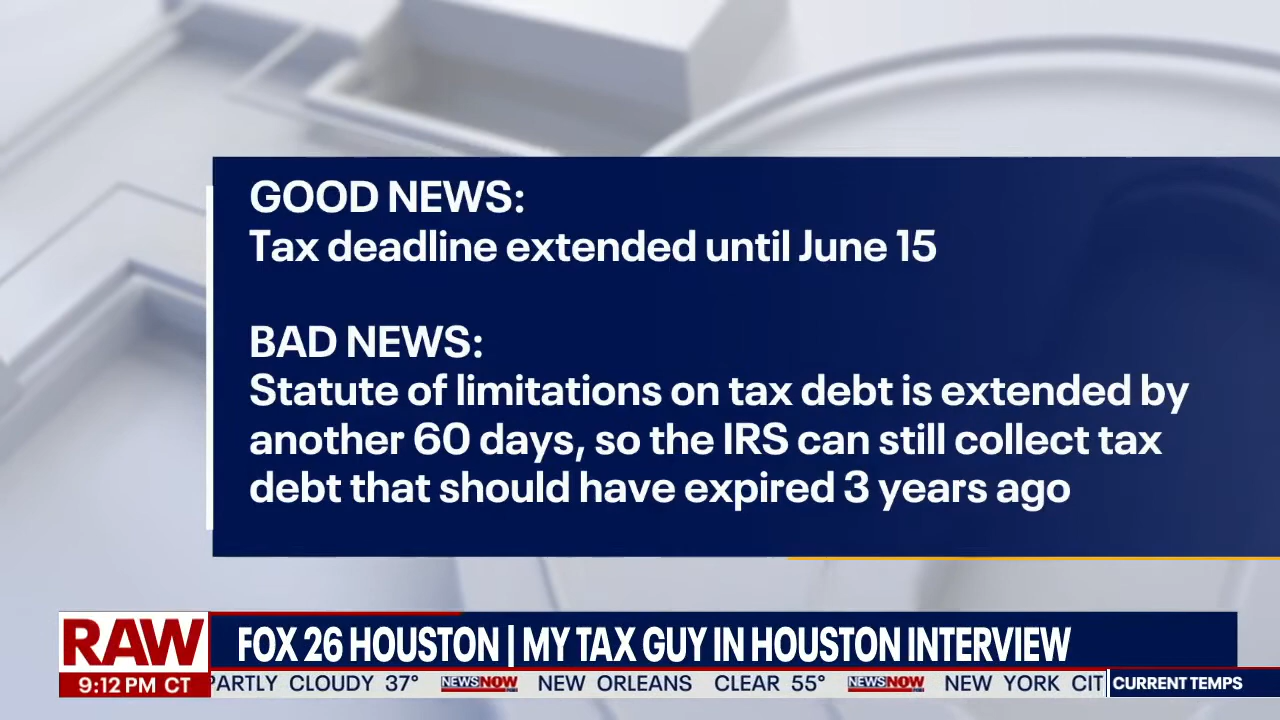 GOOD NEWS:
Tax deadline extended until June 15
BAD NEWS:
Statute of limitations on tax debt is extended by
another 60 days, so the IRS can still collect tax
debt that should have expired 3 years ago
RAW
FOX 26 HOUSTON | MY TAX GUY IN HOUSTON INTERVIEW
9:12 PM CT
PARTLY CLOUDY 37° NEWSNOW NEW ORLEANS CLEAR 55° NEWSNOW NEW YORK CIT
CURRENT TEMPS